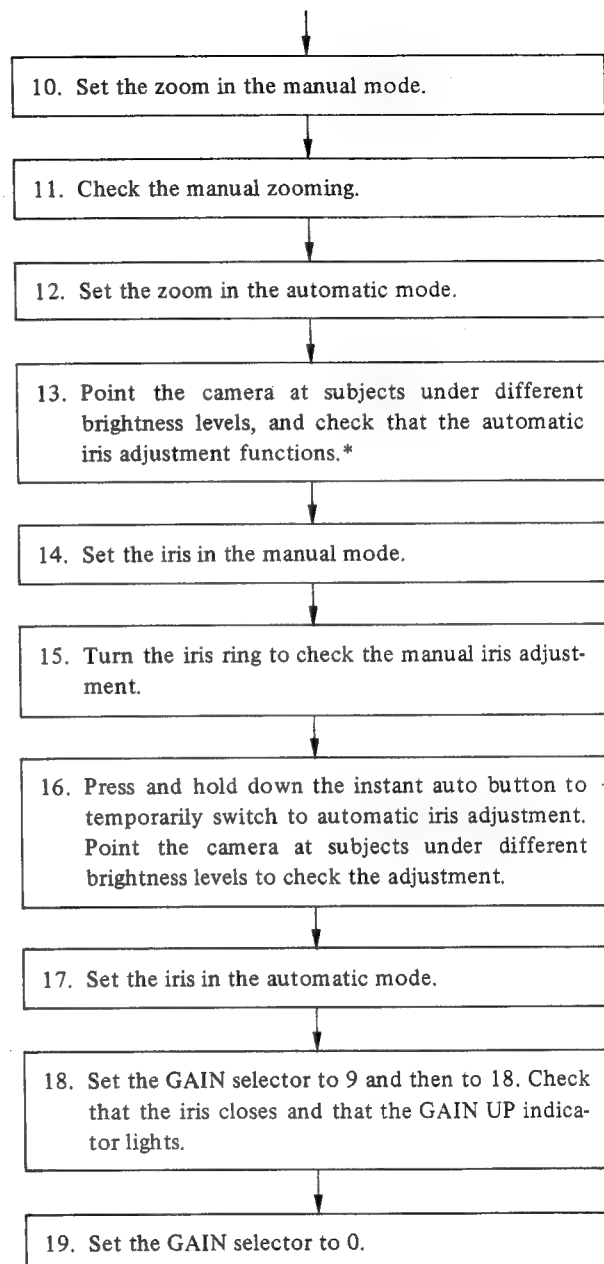 10. Set the zoom in the manual mode.
11. Check the manual zooming.
12. Set the zoom in the automatic mode.
13. Point the camera at subjects under different
brightness levels, and check that the automatic
iris adjustment functions.*
14. Set the iris in the manual mode.
15. Turn the iris ring to check the manual iris adjust-
ment.
16. Press and hold down the instant auto button to
temporarily switch to automatic iris adjustment.
Point the camera at subjects under different
brightness levels to check the adjustment.
17. Set the iris in the automatic mode.
18. Set the GAIN selector to 9 and then to 18. Check
that the iris closes and that the GAIN UP indica-
tor lights.
19. Set the GAIN selector to 0.